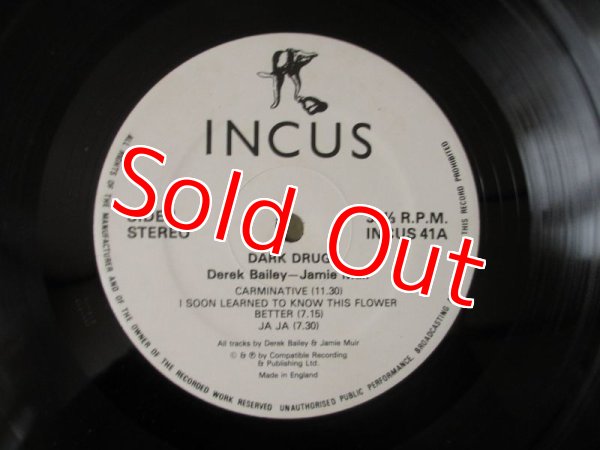 INCUS
SIDE
STEREO
R.P.M.
INCUS 41A
Sold Out
DARK DRUG
Derek Bailey—Jamie Muir
CARMINATIVE (11.30)
I SOON LEARNED TO KNOW THIS FLOWER
BETTER (7.15)
JA JA (7.30)
All tracks by Derek Bailey & Jamie Muir
© & ℗ by Compatible Recording
& Publishing Ltd.
Made in England
ALL RIGHTS OF THE MANUFACTURER AND OF THE OWNER OF THE RECORDED WORK RESERVED UNAUTHORISED PUBLIC PERFORMANCE, BROADCASTING THIS RECORD PROHIBITED